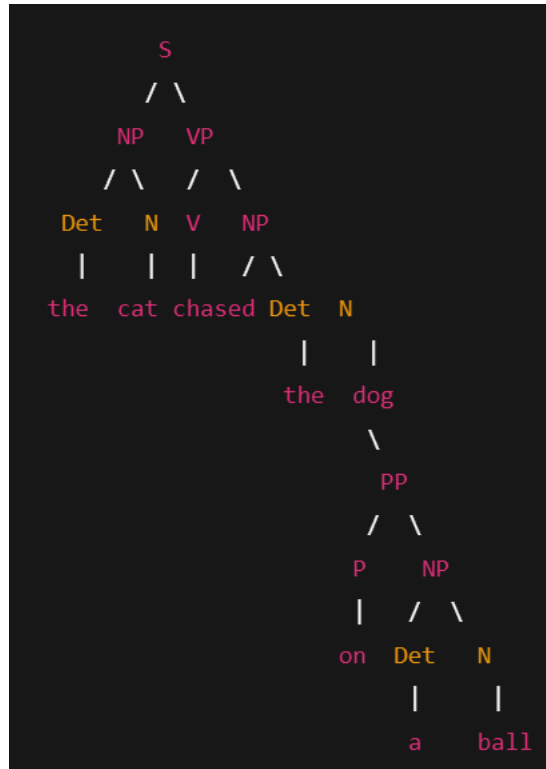 S
/ \
NP VP
/ \ / \
Det N V NP
| | | / \
the cat chased Det N
| |
the dog
\
PP
/ \
P NP
| / \
on Det N
| |
a ball